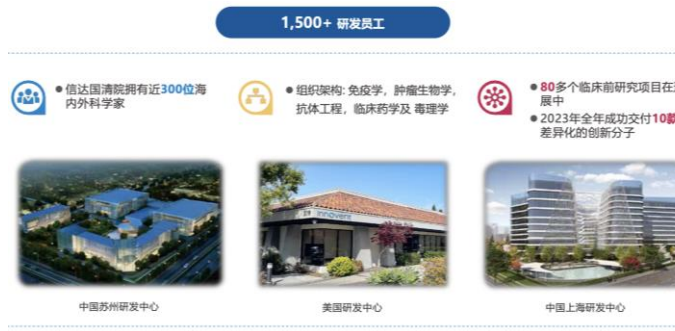 1,500+ 研发员工
● 信达国清院拥有近300位海
内外科学家
● 组织架构: 免疫学，肿瘤生物学，
抗体工程，临床药学及 毒理学
● 80多个临床前研究项目在
展中
● 2023年全年成功交付10款
差异化的创新分子
innovent
中国苏州研发中心
美国研发中心
中国上海研发中心